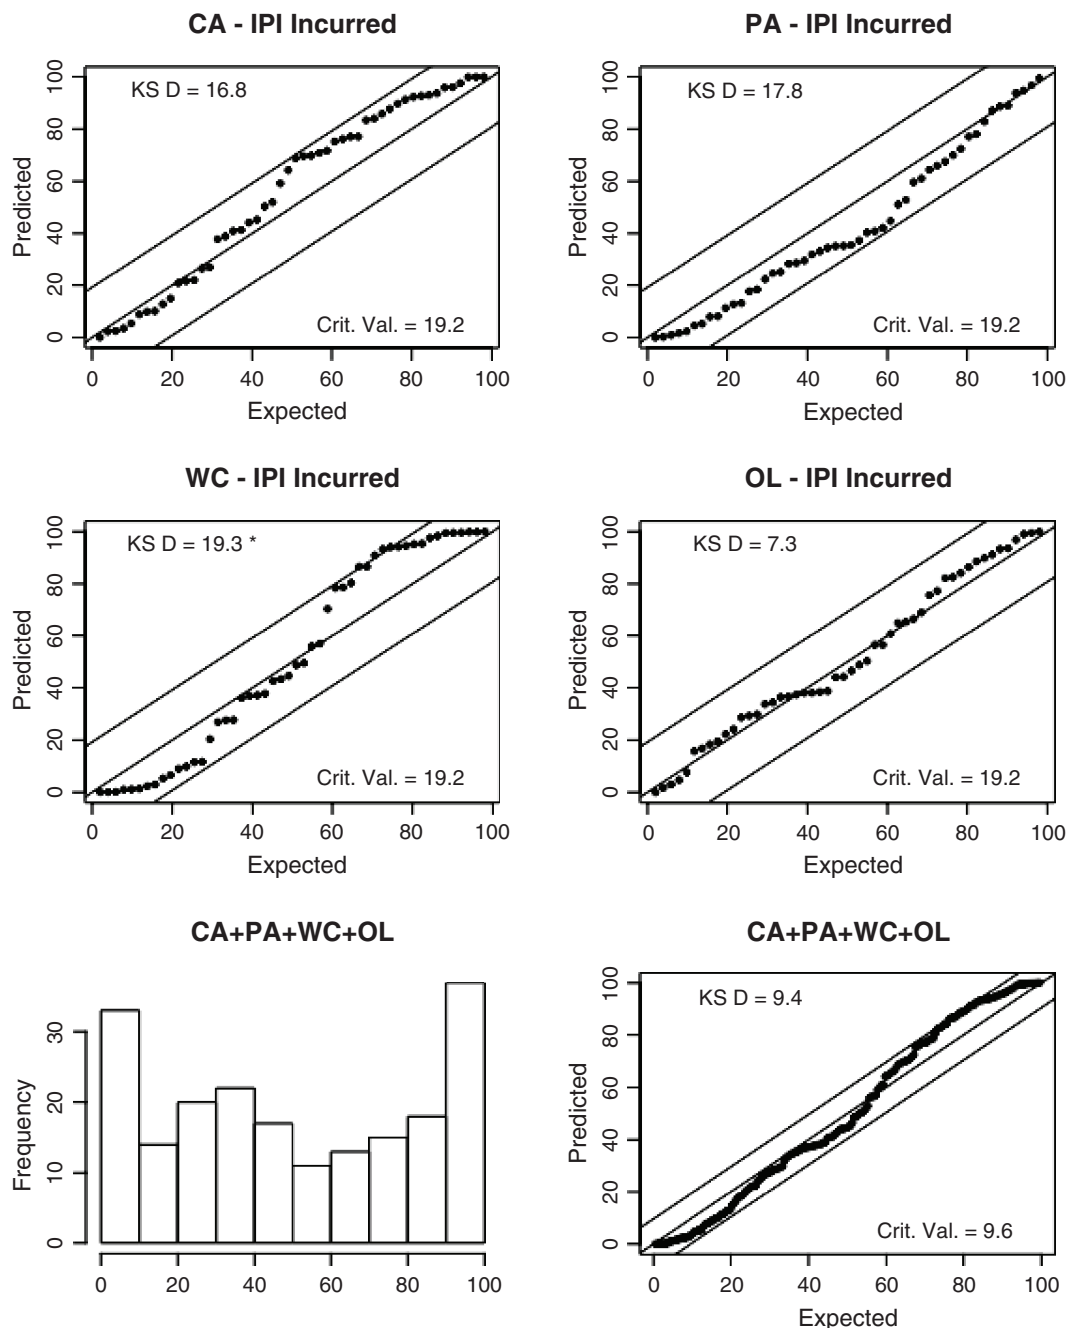 CA - IPI Incurred
KS D = 16.8
Crit. Val. = 19.2
Predicted
0 20 40 60 80 100
0 20 40 60 80 100
Expected
PA - IPI Incurred
KS D = 17.8
Crit. Val. = 19.2
Predicted
0 20 40 60 80 100
0 20 40 60 80 100
Expected
WC - IPI Incurred
KS D = 19.3 *
Crit. Val. = 19.2
Predicted
0 20 40 60 80 100
0 20 40 60 80 100
Expected
OL - IPI Incurred
KS D = 7.3
Crit. Val. = 19.2
Predicted
0 20 40 60 80 100
0 20 40 60 80 100
Expected
CA+PA+WC+OL
Frequency
0 10 20 30
0 20 40 60 80 100
CA+PA+WC+OL
KS D = 9.4
Crit. Val. = 9.6
Predicted
0 20 40 60 80 100
0 20 40 60 80 100
Expected